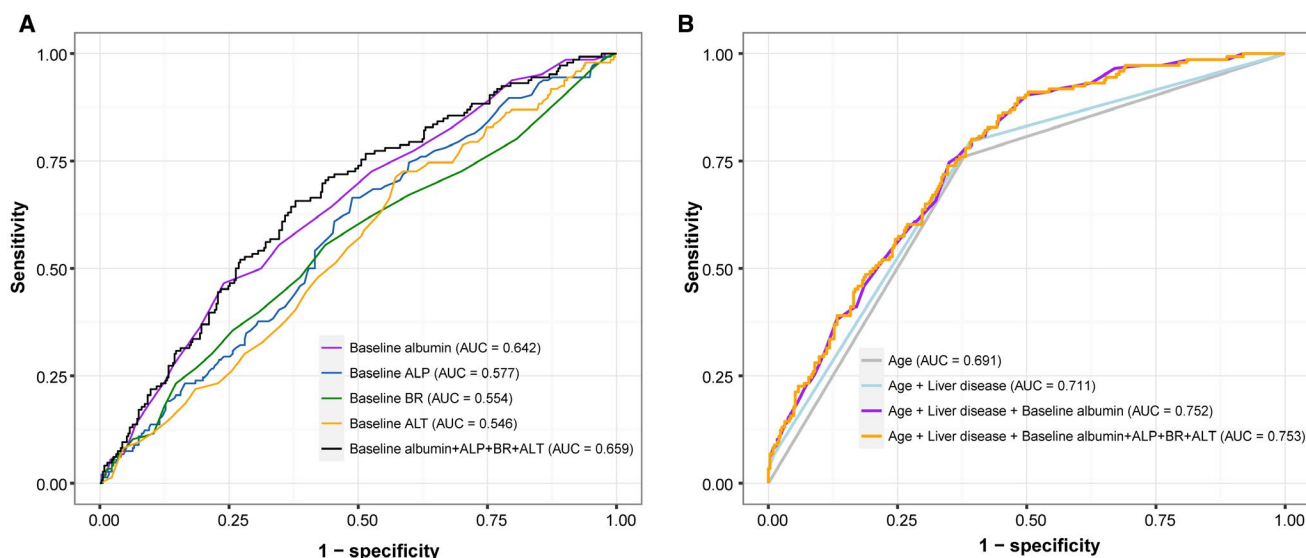 A
Sensitivity
1.00
0.75
0.50
0.25
0.00
Baseline albumin (AUC = 0.642)
Baseline ALP (AUC = 0.577)
Baseline BR (AUC = 0.554)
Baseline ALT (AUC = 0.546)
Baseline albumin+ALP+BR+ALT (AUC = 0.659)
0.00 0.25 0.50 0.75 1.00
1 − specificity
B
Sensitivity
1.00
0.75
0.50
0.25
0.00
Age (AUC = 0.691)
Age + Liver disease (AUC = 0.711)
Age + Liver disease + Baseline albumin (AUC = 0.752)
Age + Liver disease + Baseline albumin+ALP+BR+ALT (AUC = 0.753)
0.00 0.25 0.50 0.75 1.00
1 − specificity